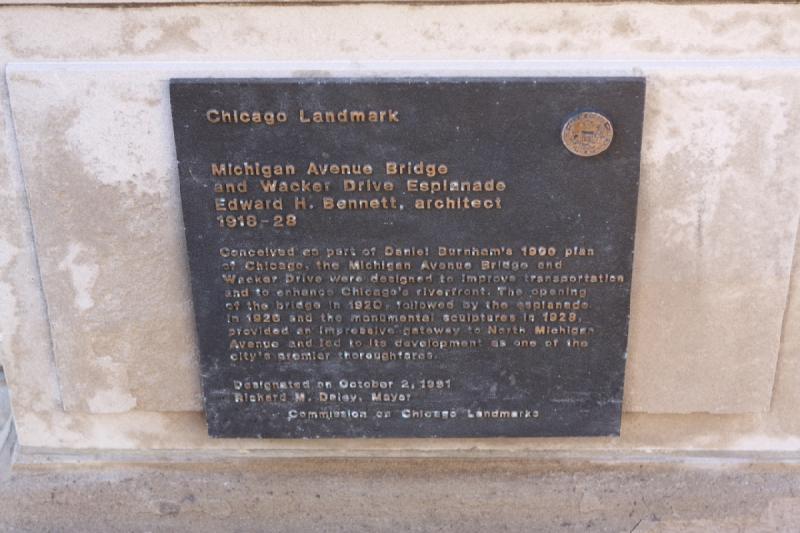 Chicago Landmark
Michigan Avenue Bridge
and Wacker Drive Esplanade
Edward H. Bennett, architect
1918-28
Conceived as part of Daniel Burnham's 1909 plan
of Chicago, the Michigan Avenue Bridge and
Wacker Drive were designed to improve transportation
and to enhance Chicago's riverfront. The opening
of the bridge in 1920, followed by the esplanade
in 1926 and the monumental sculptures in 1928,
provided an impressive gateway to North Michigan
Avenue and led to its development as one of the
city's premier thoroughfares.
Designated on October 2, 1991
Richard M. Daley, Mayor
Commission on Chicago Landmarks